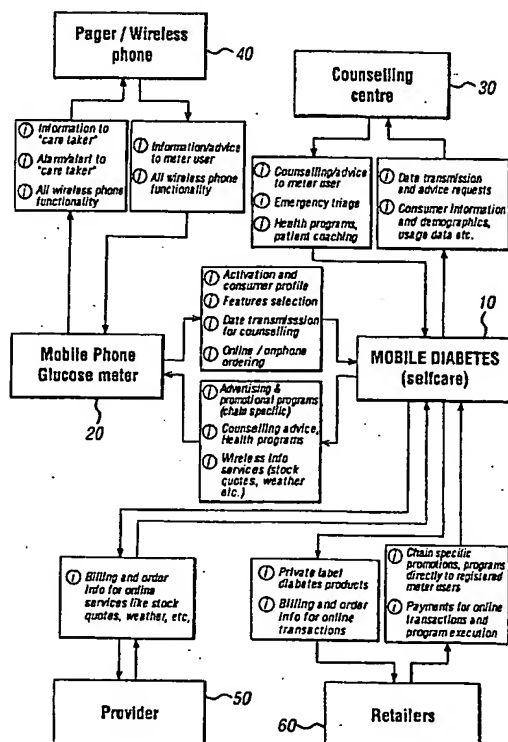 Pager / Wireless
phone
40
Counselling
centre
30
ⓘ Information to
"care taker"
ⓘ Alarm/alert to
"care taker"
ⓘ All wireless phone
functionality
ⓘ Information/advice
to meter user
ⓘ All wireless phone
functionality
ⓘ Counselling/advice
to meter user
ⓘ Emergency triage
ⓘ Health programs,
patient coaching
ⓘ Date transmission
and advice requests
ⓘ Consumer Information
and demographics,
usage data etc.
ⓘ Activation and
consumer profile
ⓘ Features selection
ⓘ Date transmisssion
for counselling
ⓘ Online / onphone
ordering
Mobile Phone
Glucose meter
20
10
MOBILE DIABETES
(selfcare)
ⓘ Advertising &
promotional programs
(chain specific)
ⓘ Counselling advice,
Health programs
ⓘ Wireless Info
services (stock
quotes, weather
etc.)
ⓘ Billing and order
Info for online
services like stock
quotes, weather, etc,
ⓘ Private label
diabetes products
ⓘ Billing and order
Info for online
transactions
ⓘ Chain specific
promotions, programs
directly to registered
meter users
ⓘ Payments for online
transactions and
program execution
Provider
50
60
Retailers